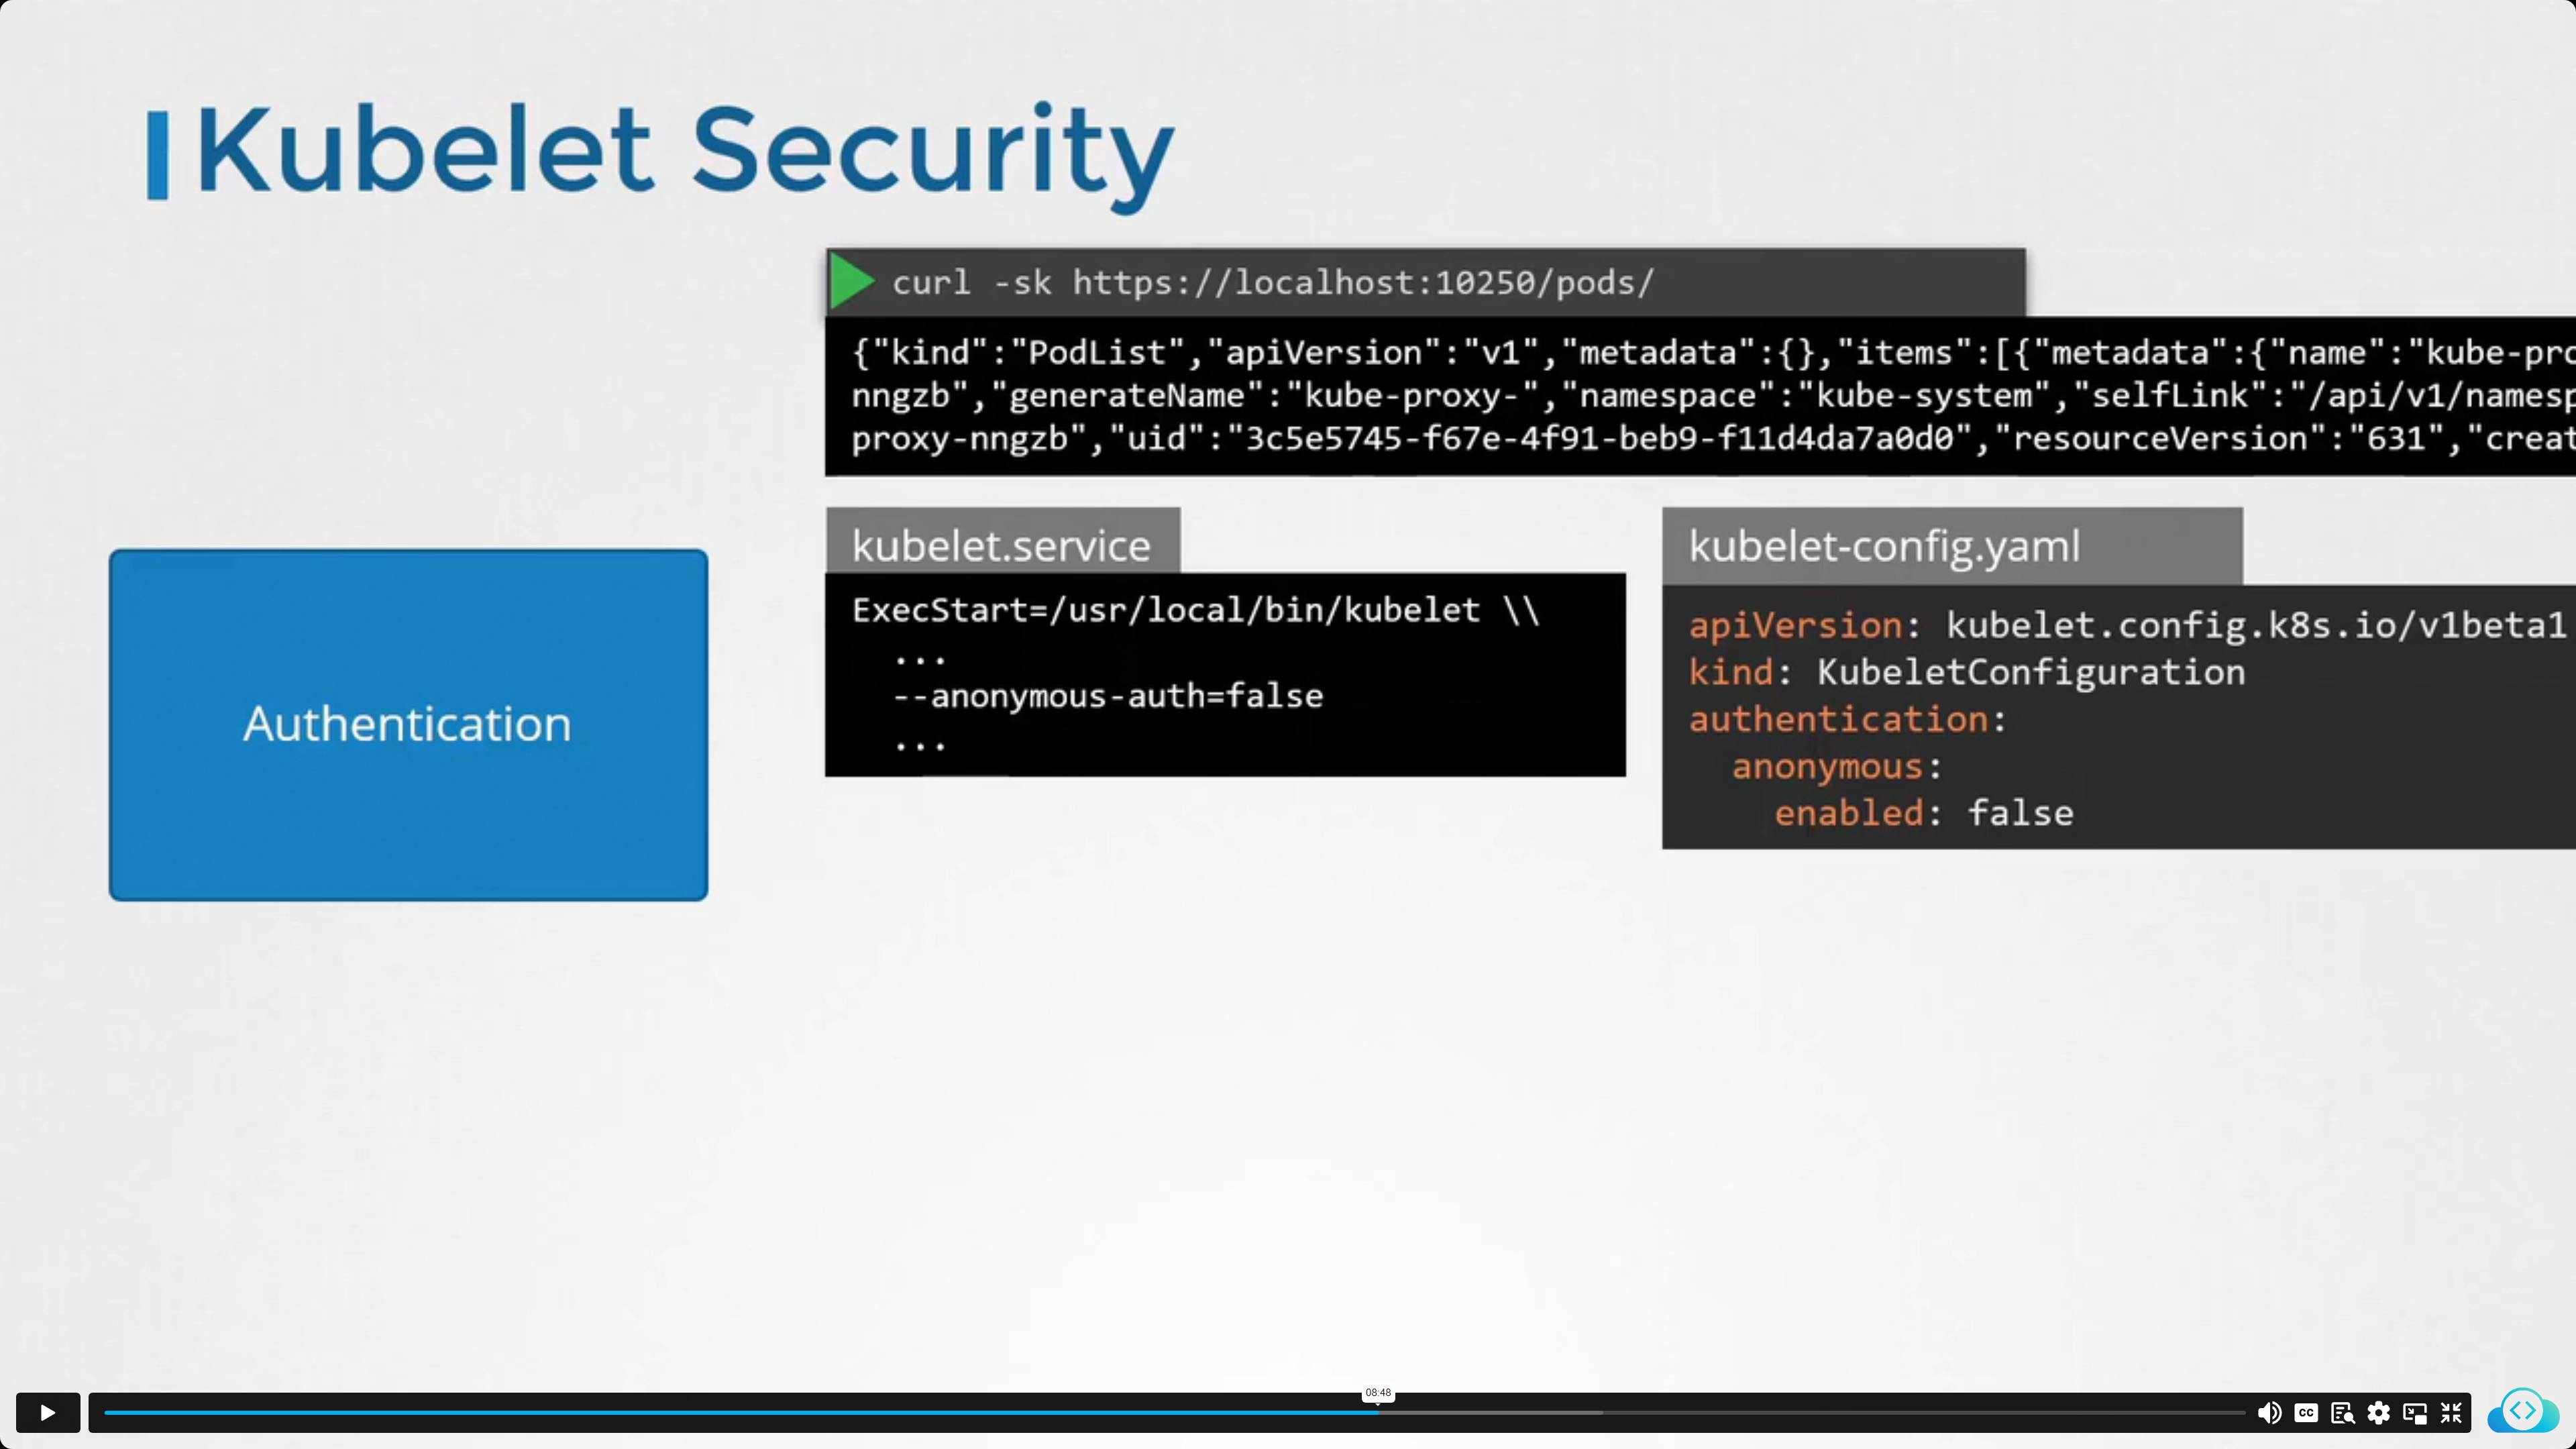 Kubelet Security
curl -sk https://localhost:10250/pods/
{"kind":"PodList","apiVersion":"v1","metadata":{},"items":[{"metadata":{"name":"kube-pro
nngzb","generateName":"kube-proxy-","namespace":"kube-system","selfLink":"/api/v1/namesp
proxy-nngzb","uid":"3c5e5745-f67e-4f91-beb9-f11d4da7a0d0","resourceVersion":"631","creat
Authentication
kubelet.service
ExecStart=/usr/local/bin/kubelet \\
...
--anonymous-auth=false
...
kubelet-config.yaml
apiVersion: kubelet.config.k8s.io/v1beta1
kind: KubeletConfiguration
authentication:
anonymous:
enabled: false
08:48
CC